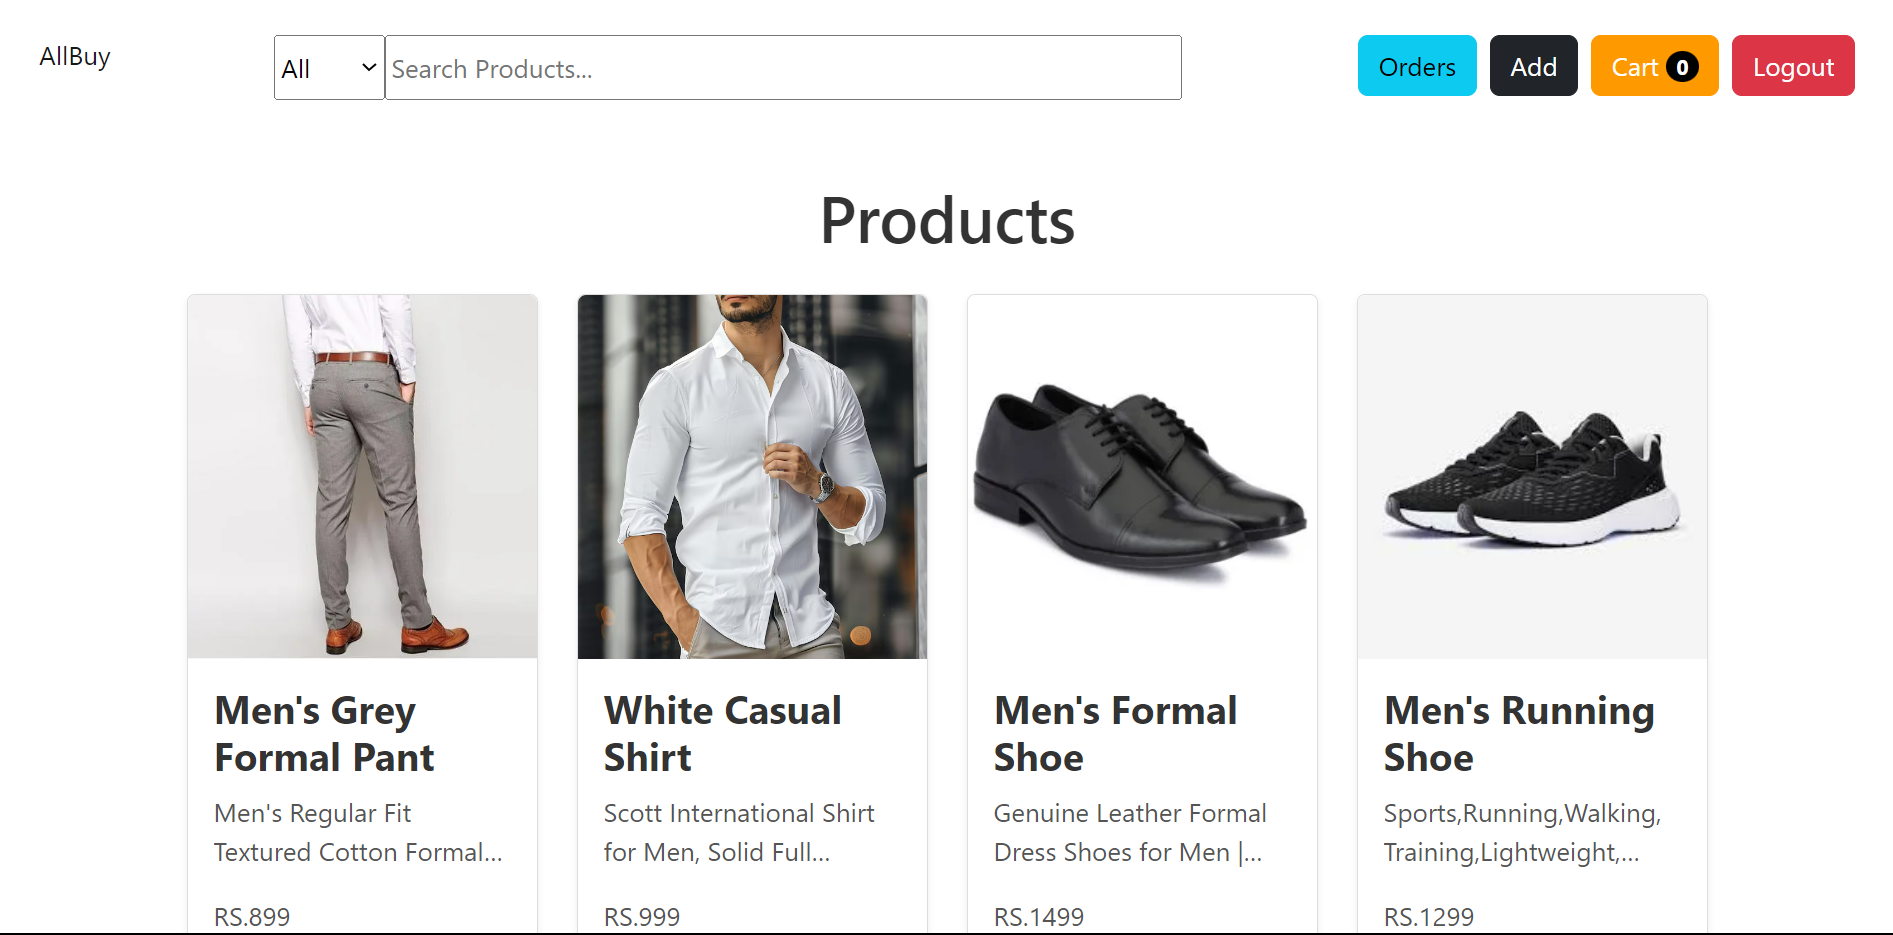 AllBuy
All
Search Products...
Orders
Add
Cart 0
Logout
Products
Men's Grey
Formal Pant
Men's Regular Fit
Textured Cotton Formal...
RS.899
White Casual
Shirt
Scott International Shirt
for Men, Solid Full...
RS.999
Men's Formal
Shoe
Genuine Leather Formal
Dress Shoes for Men |...
RS.1499
Men's Running
Shoe
Sports,Running,Walking,
Training,Lightweight,...
RS.1299